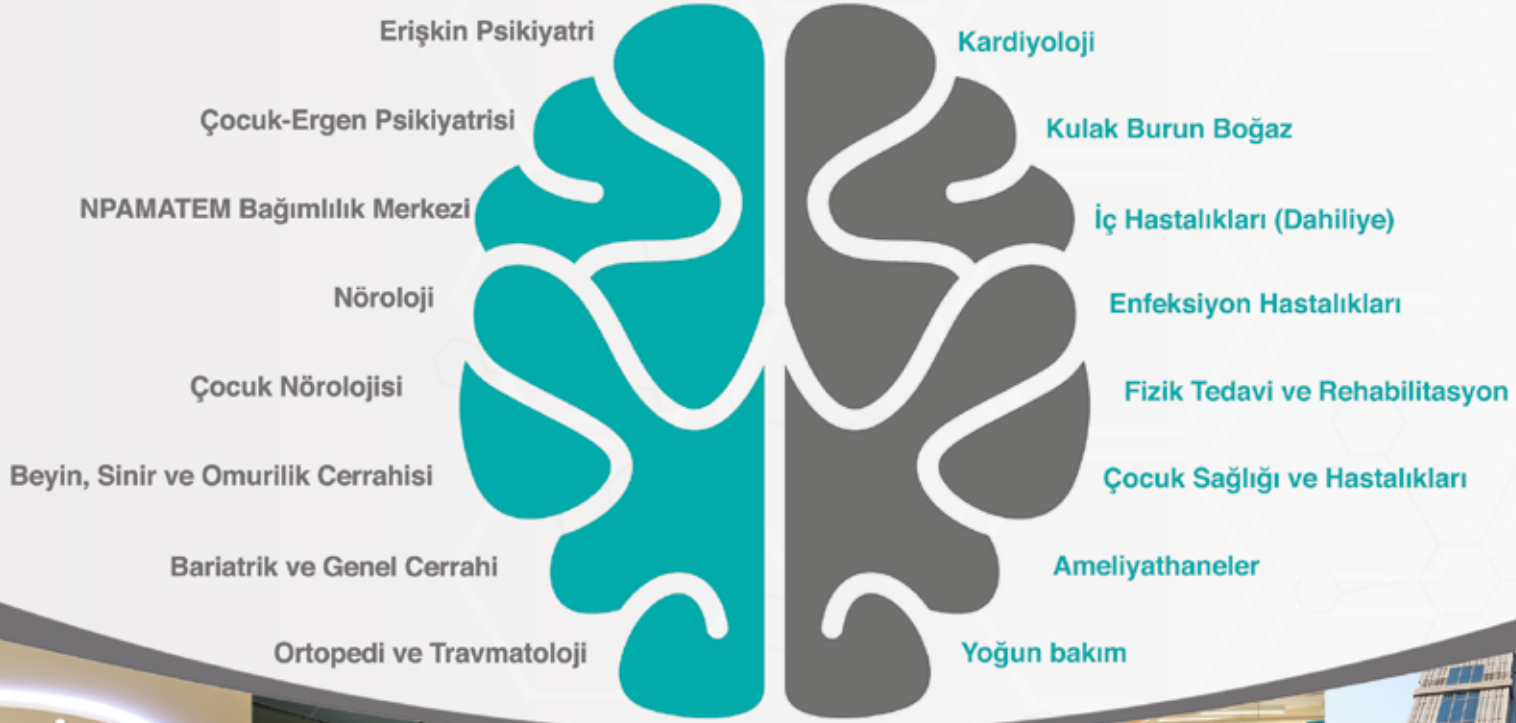 Erişkin Psikiyatri
Çocuk-Ergen Psikiyatrisi
NPAMATEM Bağımlılık Merkezi
Nöroloji
Çocuk Nörolojisi
Beyin, Sinir ve Omurilik Cerrahisi
Bariatrik ve Genel Cerrahi
Ortopedi ve Travmatoloji
Kardiyoloji
Kulak Burun Boğaz
İç Hastalıkları (Dahiliye)
Enfeksiyon Hastalıkları
Fizik Tedavi ve Rehabilitasyon
Çocuk Sağlığı ve Hastalıkları
Ameliyathaneler
Yoğun bakım